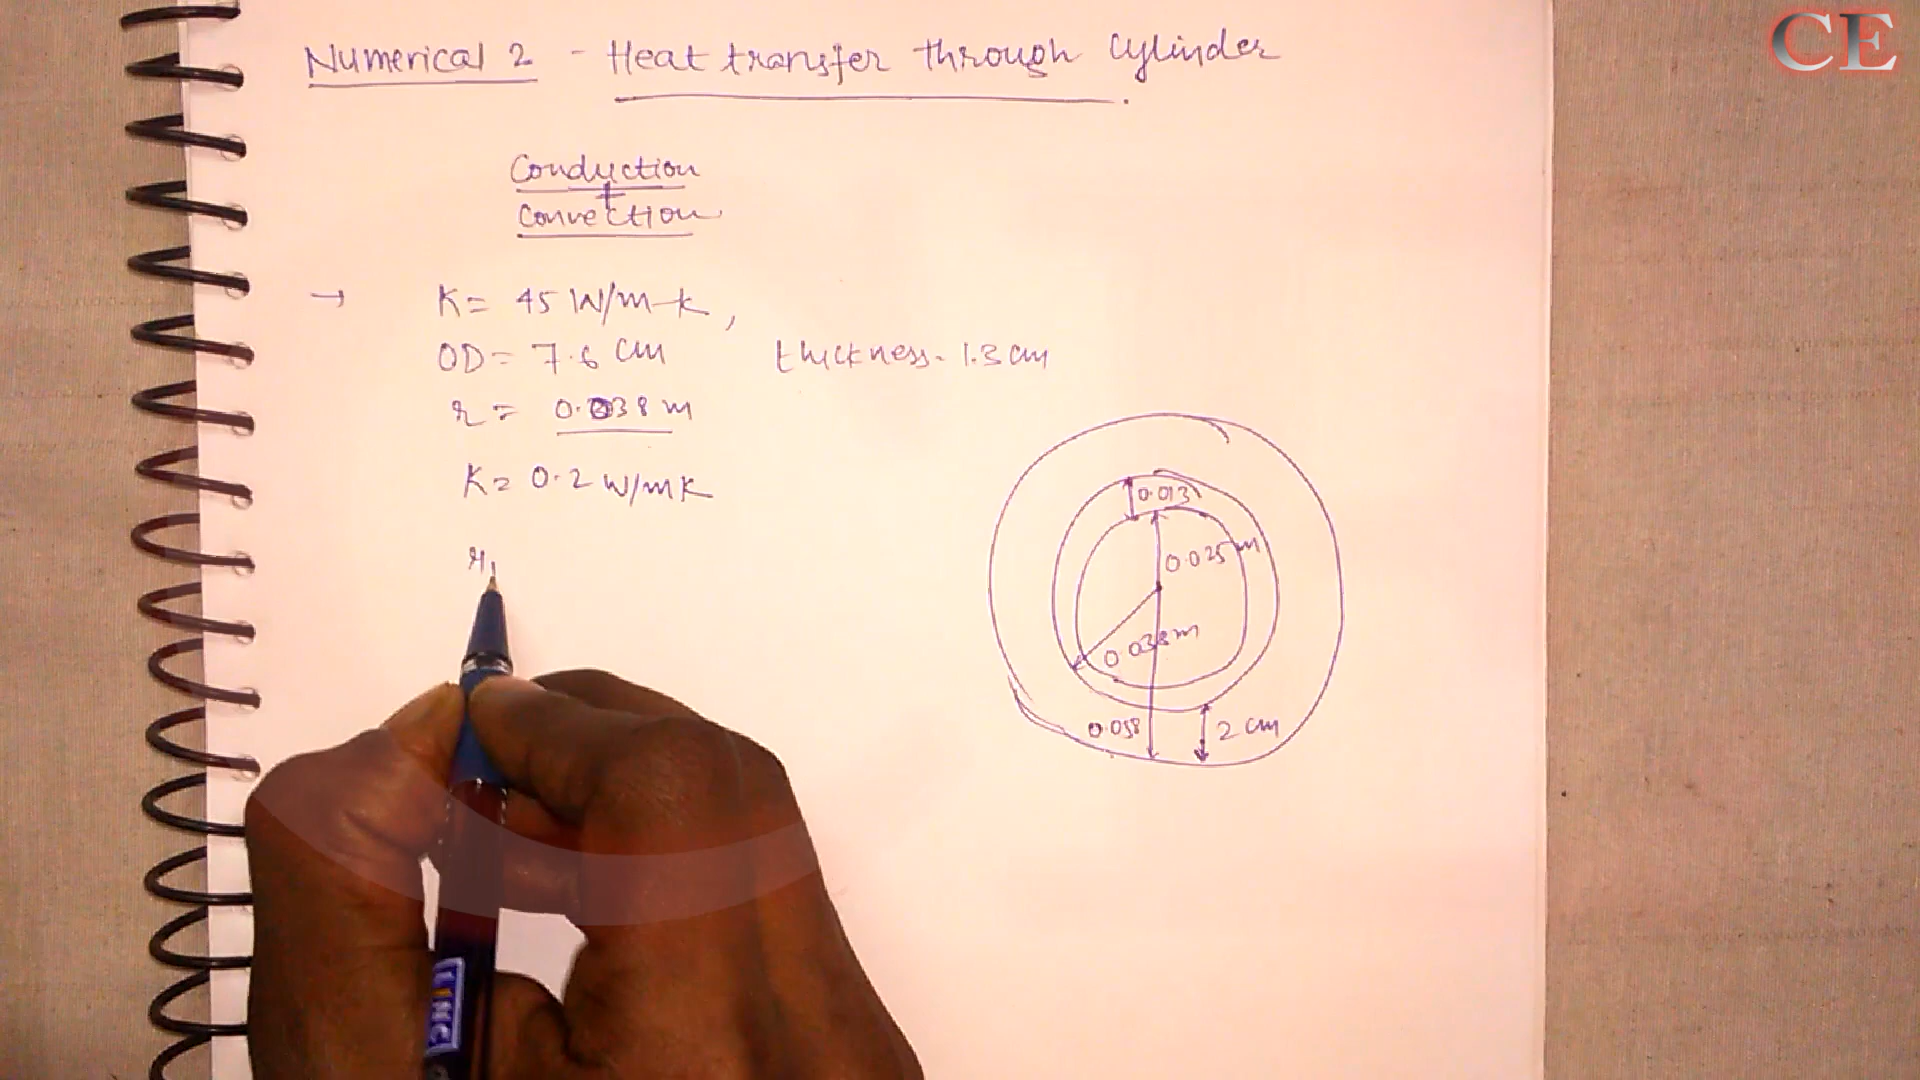 CE
Numerical 2 - Heat transfer through cylinder
Conduction
+
Convection
→ K = 45 W/m-k,
OD = 7.6 cm thickness - 1.3 cm
r = 0.038 m
K = 0.2 W/mK
r1
0.013
0.025 m
0.038 m
0.058
2 cm
LINC